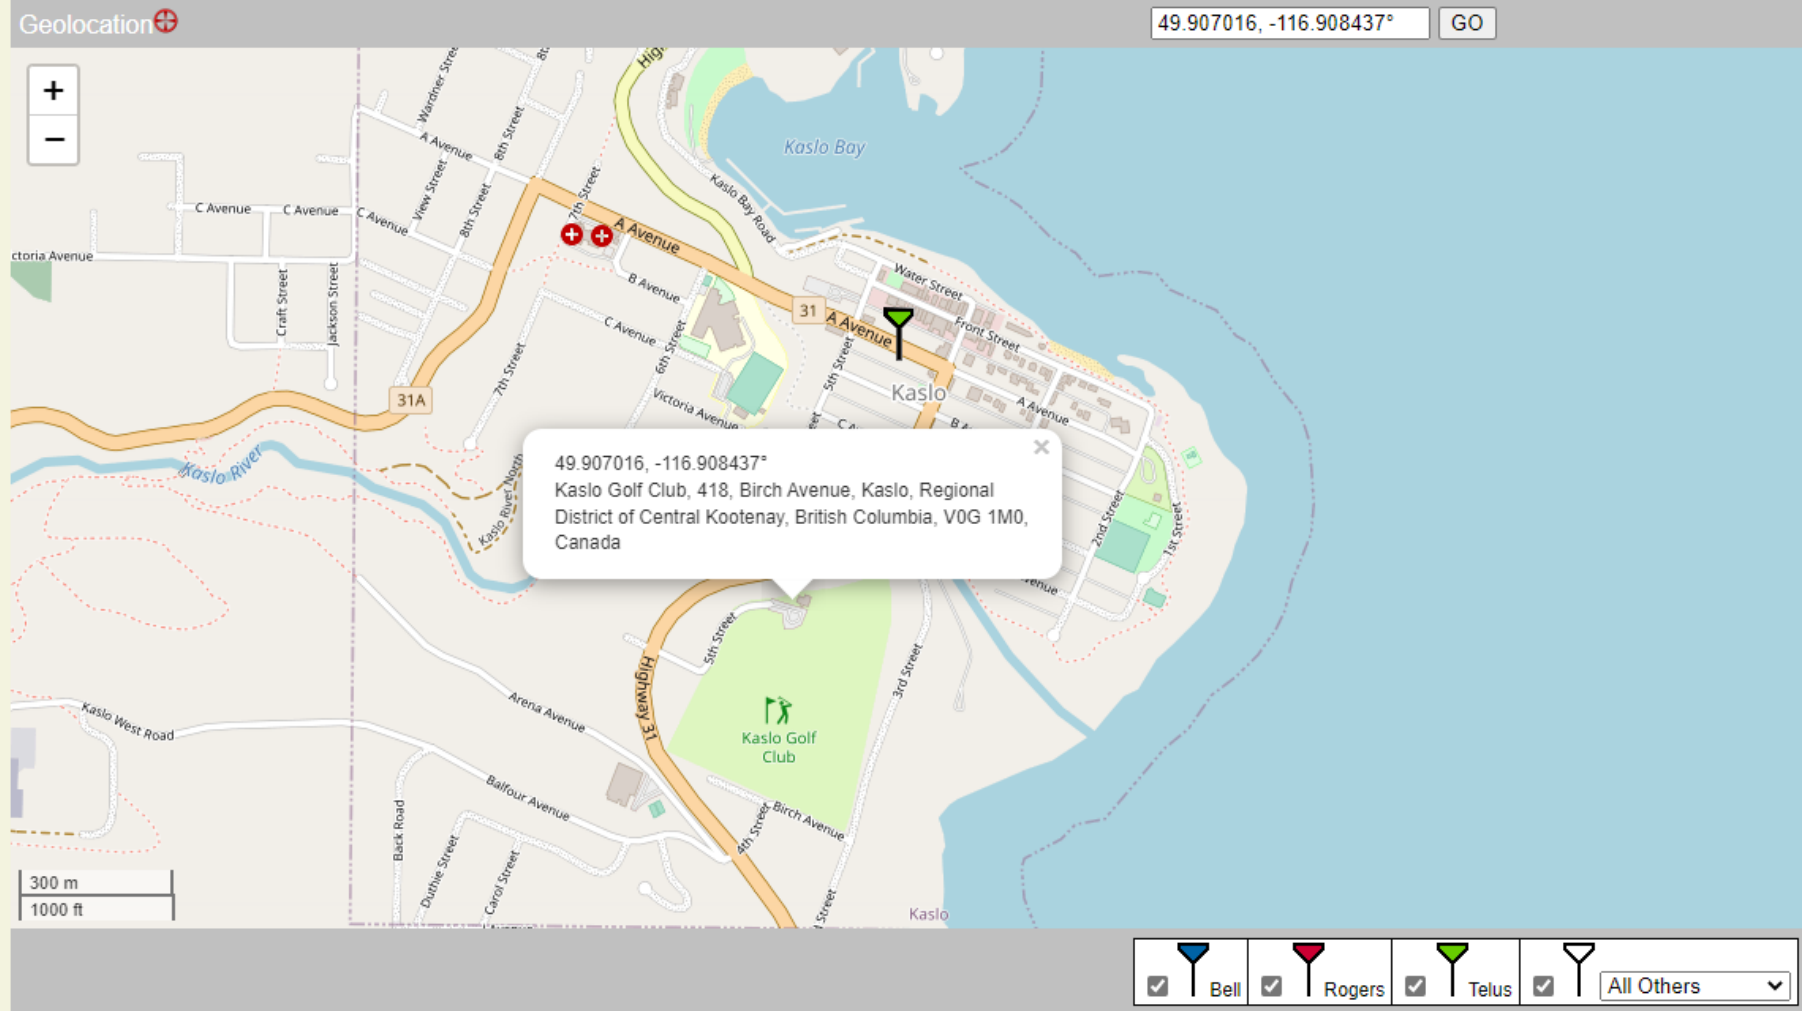 Geolocation
49.907016, -116.908437°
GO
+
−
Wardner Street
8th Street
A Avenue
Kaslo Bay
Kaslo Bay Road
View Street
8th Street
7th Street
C Avenue
C Avenue
C Avenue
A Avenue
Victoria Avenue
B Avenue
Water Street
Craft Street
Jackson Street
31
A Avenue
Front Street
C Avenue
6th Street
5th Street
7th Street
31A
Kaslo
A Avenue
Victoria Avenue
Kaslo River
Kaslo River North
49.907016, -116.908437°
Kaslo Golf Club, 418, Birch Avenue, Kaslo, Regional
District of Central Kootenay, British Columbia, V0G 1M0,
Canada
×
2nd Street
1st Street
5th Street
3rd Street
Highway 31
Arena Avenue
Kaslo West Road
Kaslo Golf
Club
Balfour Avenue
Birch Avenue
4th Street
Back Road
Duthie Street
Carol Street
300 m
1000 ft
Kaslo
Bell
Rogers
Telus
All Others